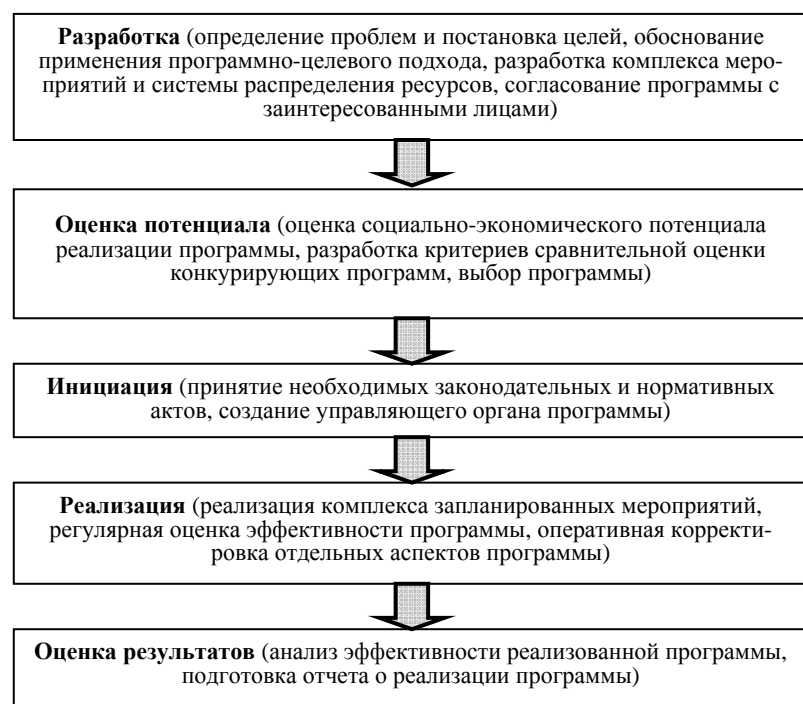 Разработка (определение проблем и постановка целей, обоснование
применения программно-целевого подхода, разработка комплекса меро-
приятий и системы распределения ресурсов, согласование программы с
заинтересованными лицами)
Оценка потенциала (оценка социально-экономического потенциала
реализации программы, разработка критериев сравнительной оценки
конкурирующих программ, выбор программы)
Инициация (принятие необходимых законодательных и нормативных
актов, создание управляющего органа программы)
Реализация (реализация комплекса запланированных мероприятий,
регулярная оценка эффективности программы, оперативная корректи-
ровка отдельных аспектов программы)
Оценка результатов (анализ эффективности реализованной программы,
подготовка отчета о реализации программы)